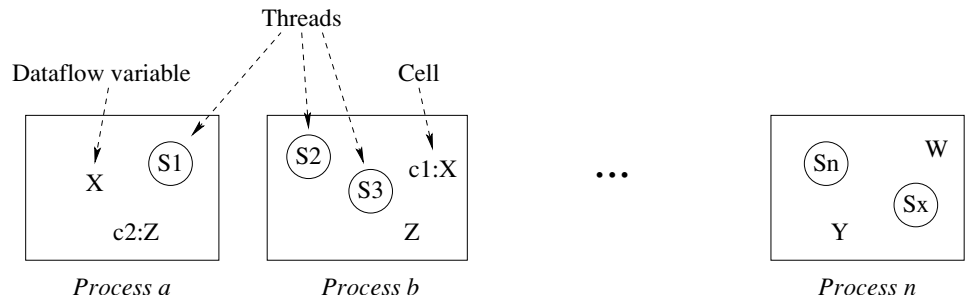 Threads
Dataflow variable
Cell
S1
X
c2:Z
S2
S3
c1:X
Z
...
Sn
W
Sx
Y
Process a
Process b
Process n